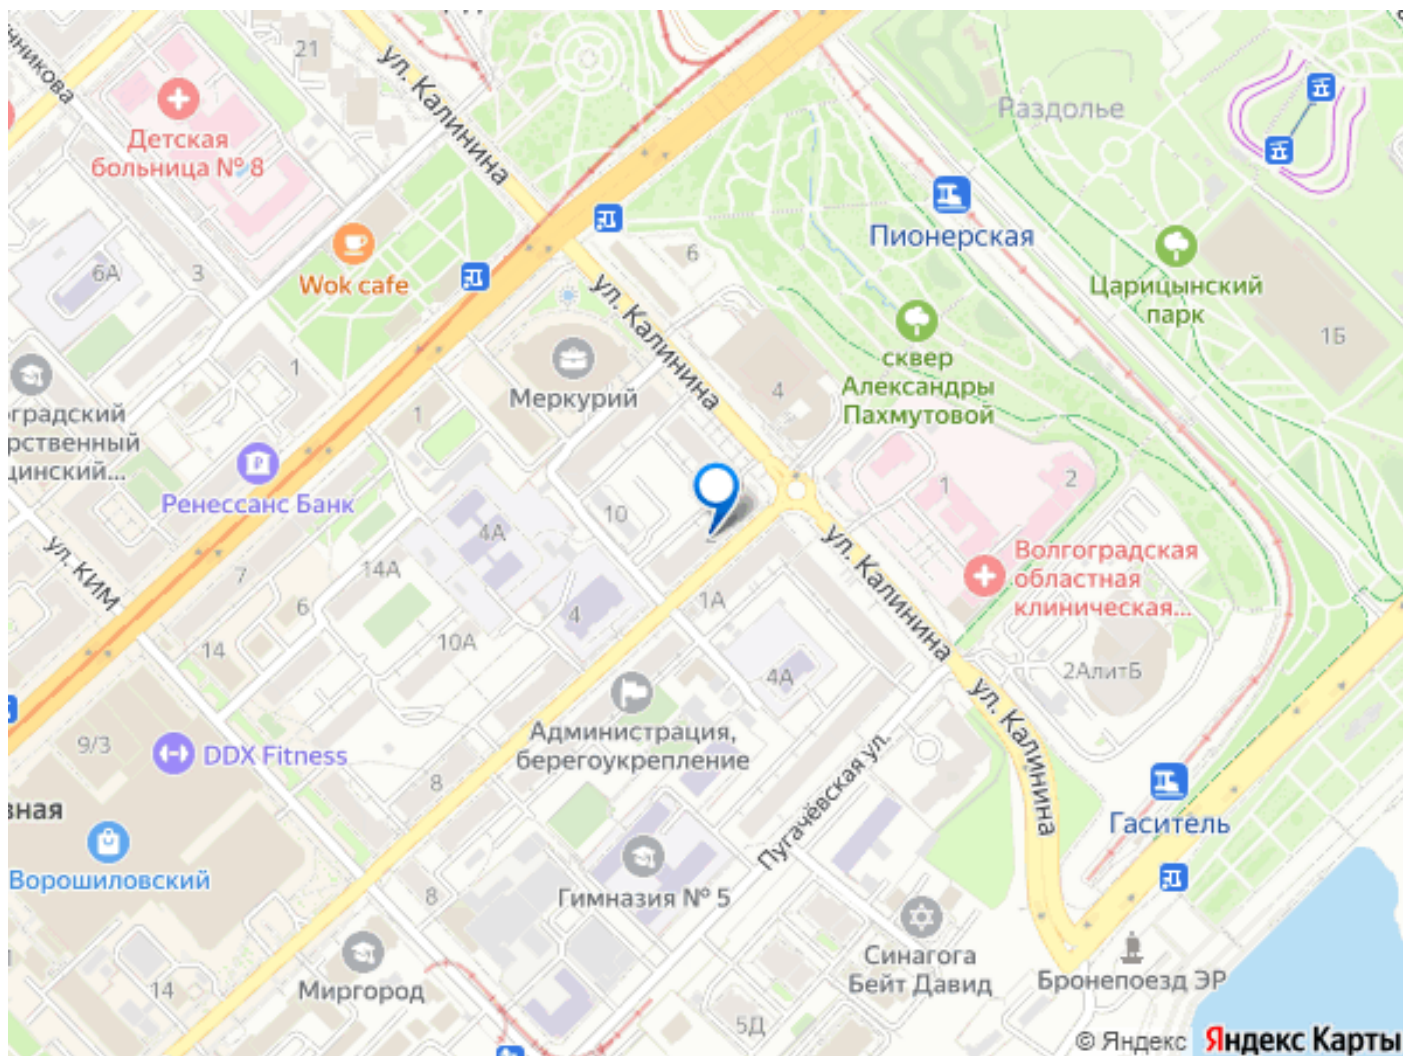 21
ул. Калинина
Детская
больница № 8
Раздолье
Пионерская
6А
3
Wok cafe
6
ул. Калинина
Царицынский
парк
1Б
1
сквер
Александры
Пахмутовой
Меркурий
4
1
Ренессанс Банк
1
2
10
4А
ул. КИМ
7
14А
6
14
10А
4
1А
ул. Калинина
Волгоградская
областная
клиническая...
4А
2АлитБ
ул. Калинина
Администрация,
берегоукрепление
9/3
DDX Fitness
8
Пугачёвская ул.
Гаситель
Ворошиловский
Гимназия № 5
8
Синагога
Бейт Давид
Бронепоезд ЭР
14
Миргород
5Д
© Яндекс Яндекс Карты